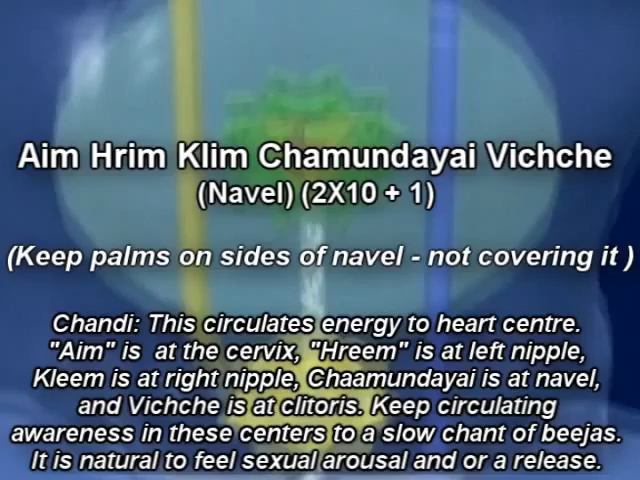 Aim Hrim Klim Chamundayai Vichche
(Navel) (2X10 + 1)
(Keep palms on sides of navel - not covering it )
Chandi: This circulates energy to heart centre.
"Aim" is  at the cervix, "Hreem" is at left nipple,
Kleem is at right nipple, Chaamundayai is at navel,
and Vichche is at clitoris. Keep circulating
awareness in these centers to a slow chant of beejas.
It is natural to feel sexual arousal and or a release.